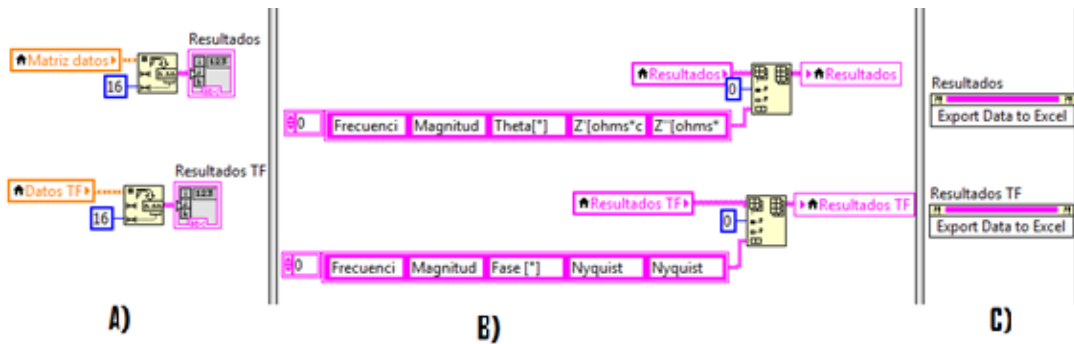 Resultados
Matriz datos
16
Resultados TF
Datos TF
16
A)
Resultados
Resultados
0
0 Frecuenci Magnitud Theta[°] Z'[ohms*c Z''[ohms*
Resultados TF
Resultados TF
0
0 Frecuenci Magnitud Fase [°] Nyquist Nyquist
B)
Resultados
Export Data to Excel
Resultados TF
Export Data to Excel
C)